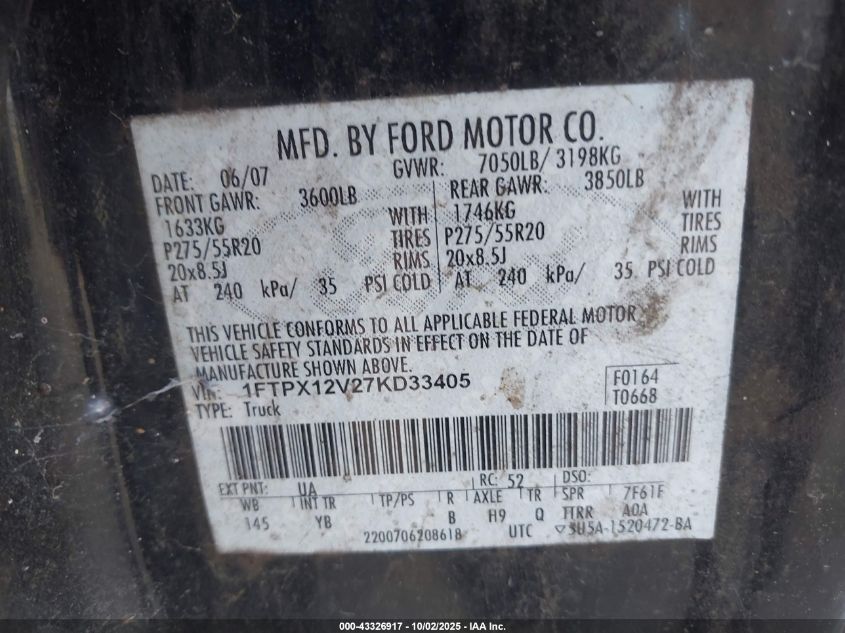 MFD. BY FORD MOTOR CO.
DATE: 06/07 GVWR: 7050LB/ 3198KG
FRONT GAWR: 3600LB REAR GAWR: 3850LB
1633KG WITH 1746KG WITH
P275/55R20 TIRES P275/55R20 TIRES
20x8.5J RIMS 20x8.5J RIMS
AT 240 kPa/ 35 PSI COLD AT 240 kPa/ 35 PSI COLD
THIS VEHICLE CONFORMS TO ALL APPLICABLE FEDERAL MOTOR
VEHICLE SAFETY STANDARDS IN EFFECT ON THE DATE OF
MANUFACTURE SHOWN ABOVE.
VIN: 1FTPX12V27KD33405 F0164
TYPE: Truck T0668
EXT PNT: UA RC: 52 DSO:
WB INT TR TP/PS R AXLE TR SPR 7F61F
145 YB B H9 Q TTRR A0A
2200706208618 UTC ▽3U5A-1520472-BA
000-43326917 - 10/02/2025 - IAA Inc.